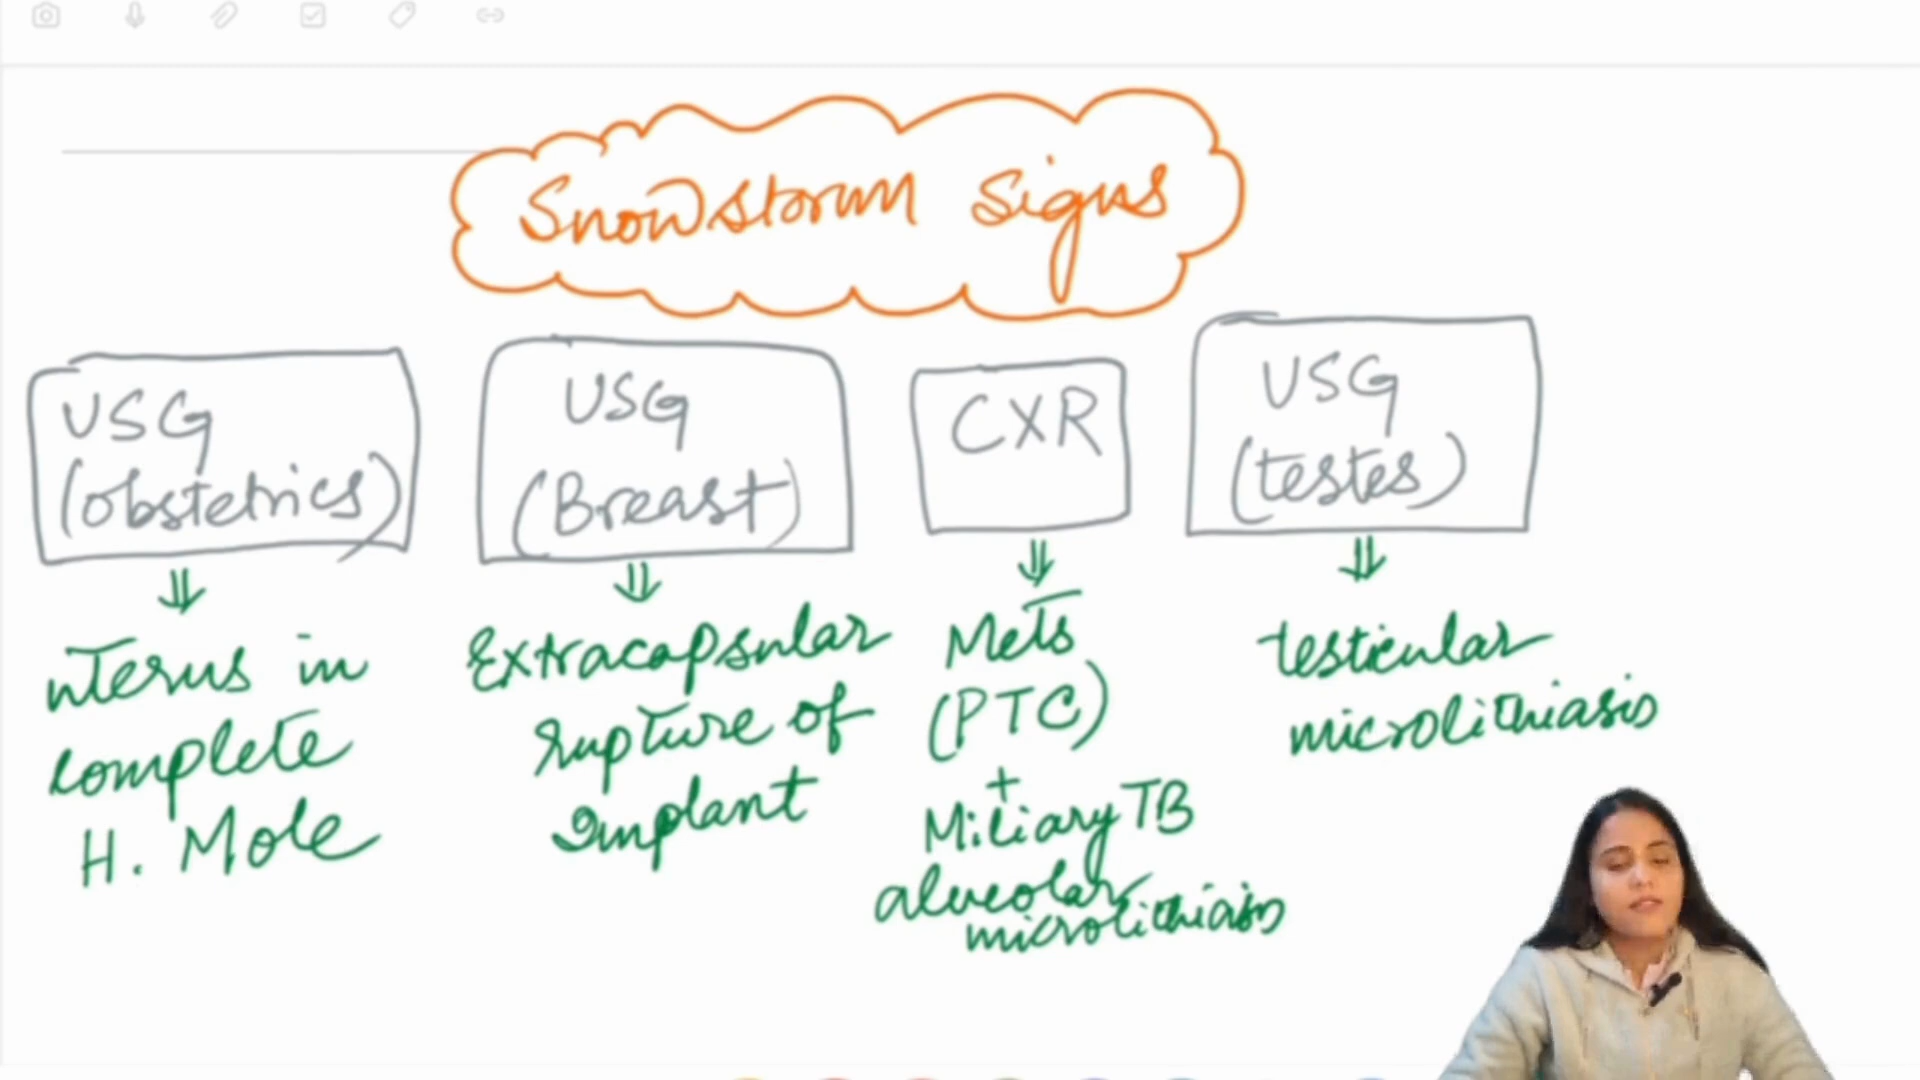 Snowstorm Signs
USG
(Obstetrics)
uterus in
complete
H. Mole
USG
(Breast)
Extracapsular
rupture of
Implant
CXR
Mets
(PTC)
+
Miliary TB
alveolar
microlithiasis
USG
(testes)
testicular
microlithiasis